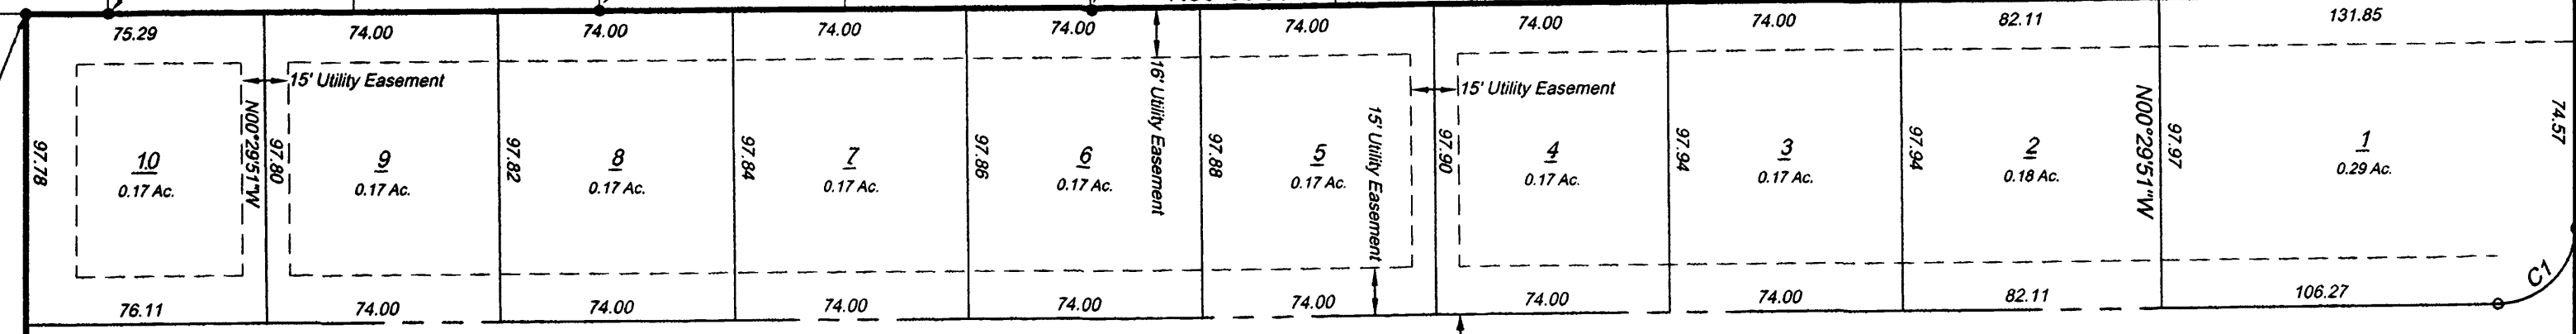 75.29 74.00 74.00 74.00 74.00 74.00 74.00 74.00 82.11 131.85
15' Utility Easement
15' Utility Easement
16' Utility Easement
15' Utility Easement
N00°29'51"W
N00°29'51"W
97.78 97.80 97.82 97.84 97.86 97.88 97.90 97.94 97.94 97.97 74.57
10 9 8 7 6 5 4 3 2 1
0.17 Ac. 0.17 Ac. 0.17 Ac. 0.17 Ac. 0.17 Ac. 0.17 Ac. 0.17 Ac. 0.17 Ac. 0.18 Ac. 0.29 Ac.
C1
76.11 74.00 74.00 74.00 74.00 74.00 74.00 74.00 82.11 106.27